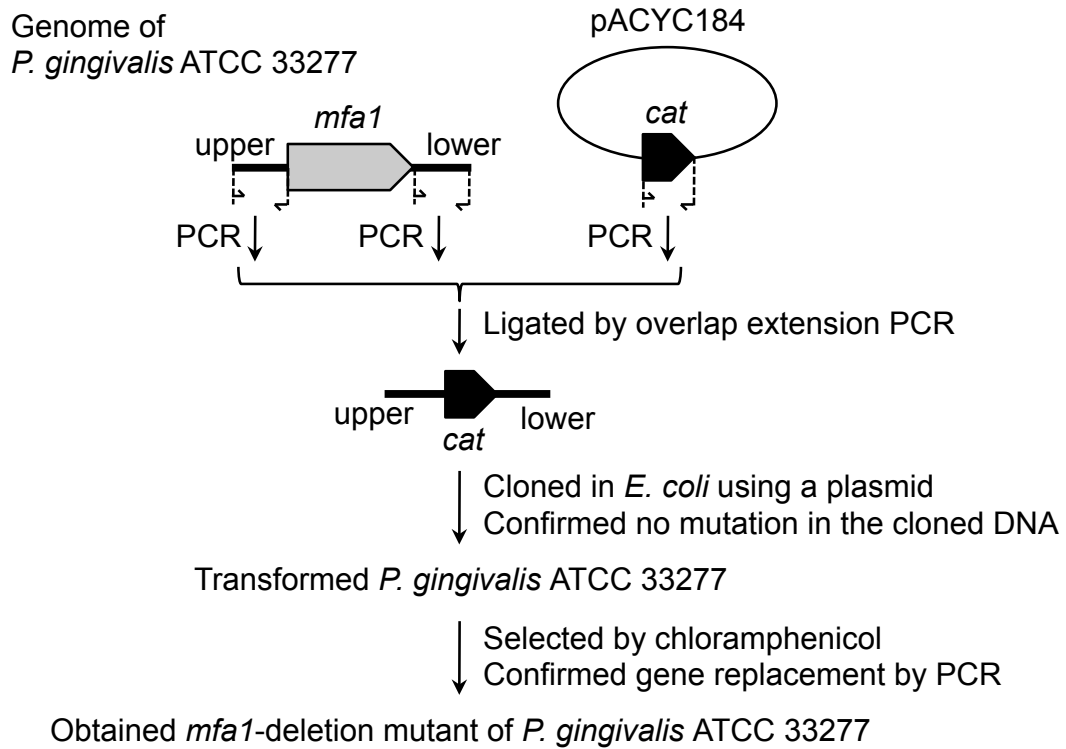 Genome of
P. gingivalis ATCC 33277
pACYC184
mfa1
cat
upper
lower
PCR
PCR
PCR
Ligated by overlap extension PCR
upper
lower
cat
Cloned in E. coli using a plasmid
Confirmed no mutation in the cloned DNA
Transformed P. gingivalis ATCC 33277
Selected by chloramphenicol
Confirmed gene replacement by PCR
Obtained mfa1-deletion mutant of P. gingivalis ATCC 33277